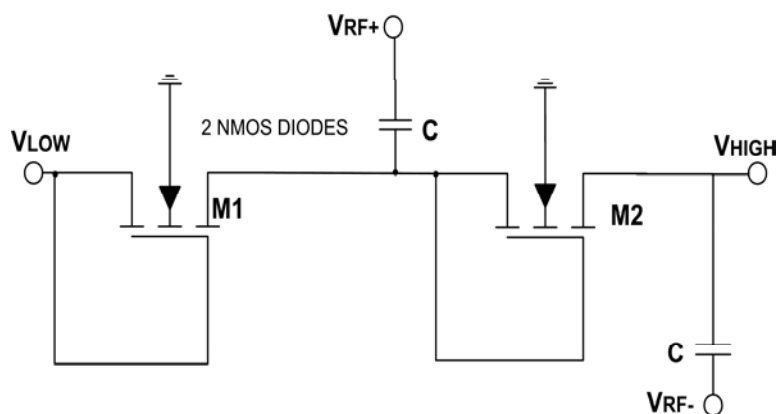 VRF+
2 NMOS DIODES
C
VLOW
VHIGH
M1
M2
C
VRF-